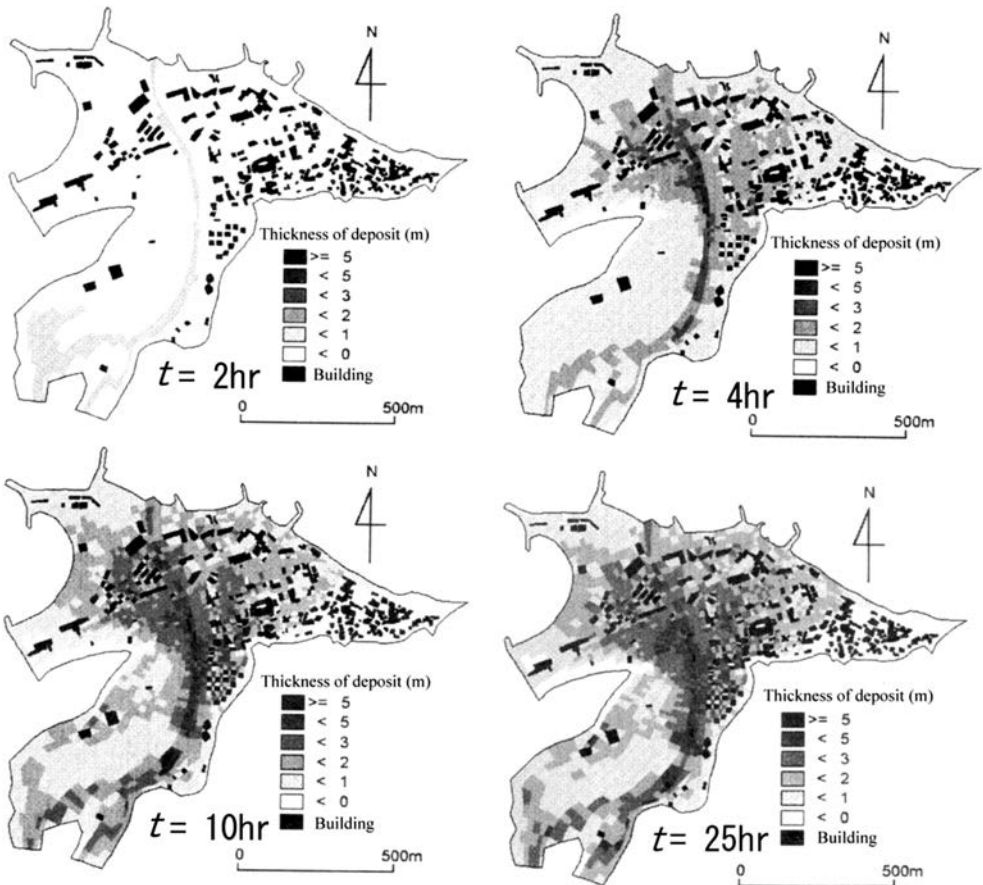 N
Thickness of deposit (m)
>= 5
< 5
< 3
< 2
< 1
< 0
Building
t = 2hr
0 500m
N
Thickness of deposit (m)
>= 5
< 5
< 3
< 2
< 1
< 0
Building
t = 4hr
0 500m
N
Thickness of deposit (m)
>= 5
< 5
< 3
< 2
< 1
< 0
Building
t = 10hr
0 500m
N
Thickness of deposit (m)
>= 5
< 5
< 3
< 2
< 1
< 0
Building
t = 25hr
0 500m